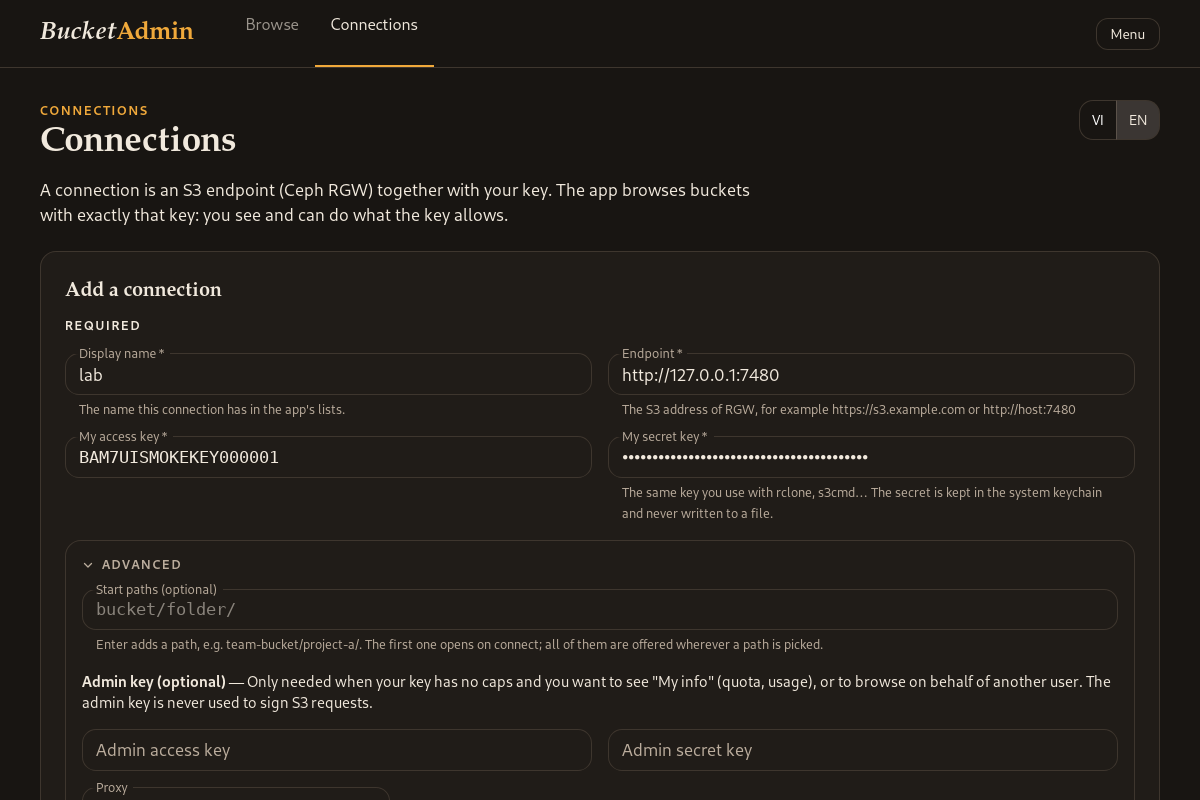 BucketAdmin
Browse
Connections
Menu
CONNECTIONS
Connections
VI
EN
A connection is an S3 endpoint (Ceph RGW) together with your key. The app browses buckets
with exactly that key: you see and can do what the key allows.
Add a connection
REQUIRED
Display name *
lab
The name this connection has in the app's lists.
Endpoint *
http://127.0.0.1:7480
The S3 address of RGW, for example https://s3.example.com or http://host:7480
My access key *
BAM7UISMOKEKEY000001
My secret key *
••••••••••••••••••••••••••••••••••••••••
The same key you use with rclone, s3cmd… The secret is kept in the system keychain
and never written to a file.
ADVANCED
Start paths (optional)
bucket/folder/
Enter adds a path, e.g. team-bucket/project-a/. The first one opens on connect; all of them are offered wherever a path is picked.
Admin key (optional) — Only needed when your key has no caps and you want to see "My info" (quota, usage), or to browse on behalf of another user. The
admin key is never used to sign S3 requests.
Admin access key
Admin secret key
Proxy